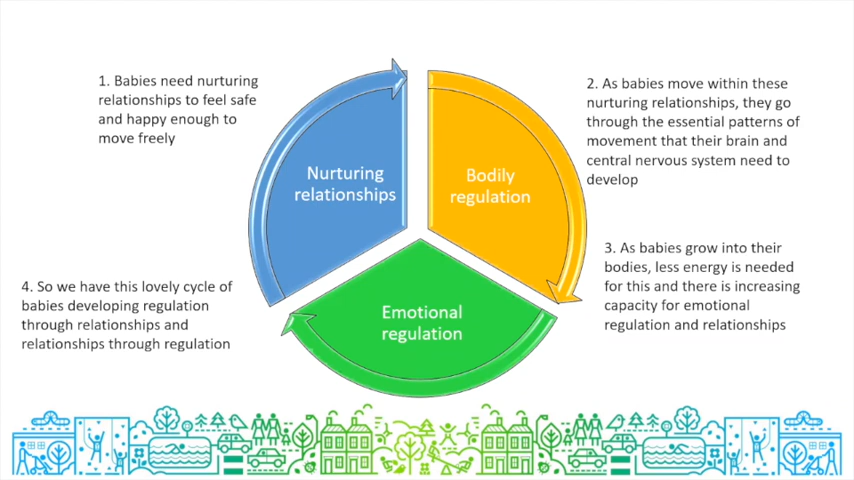 1. Babies need nurturing
relationships to feel safe
and happy enough to
move freely
Nurturing
relationships
Bodily
regulation
2. As babies move within these
nurturing relationships, they go
through the essential patterns of
movement that their brain and
central nervous system need to
develop
3. As babies grow into their
bodies, less energy is needed
for this and there is increasing
capacity for emotional
regulation and relationships
Emotional
regulation
4. So we have this lovely cycle of
babies developing regulation
through relationships and
relationships through regulation